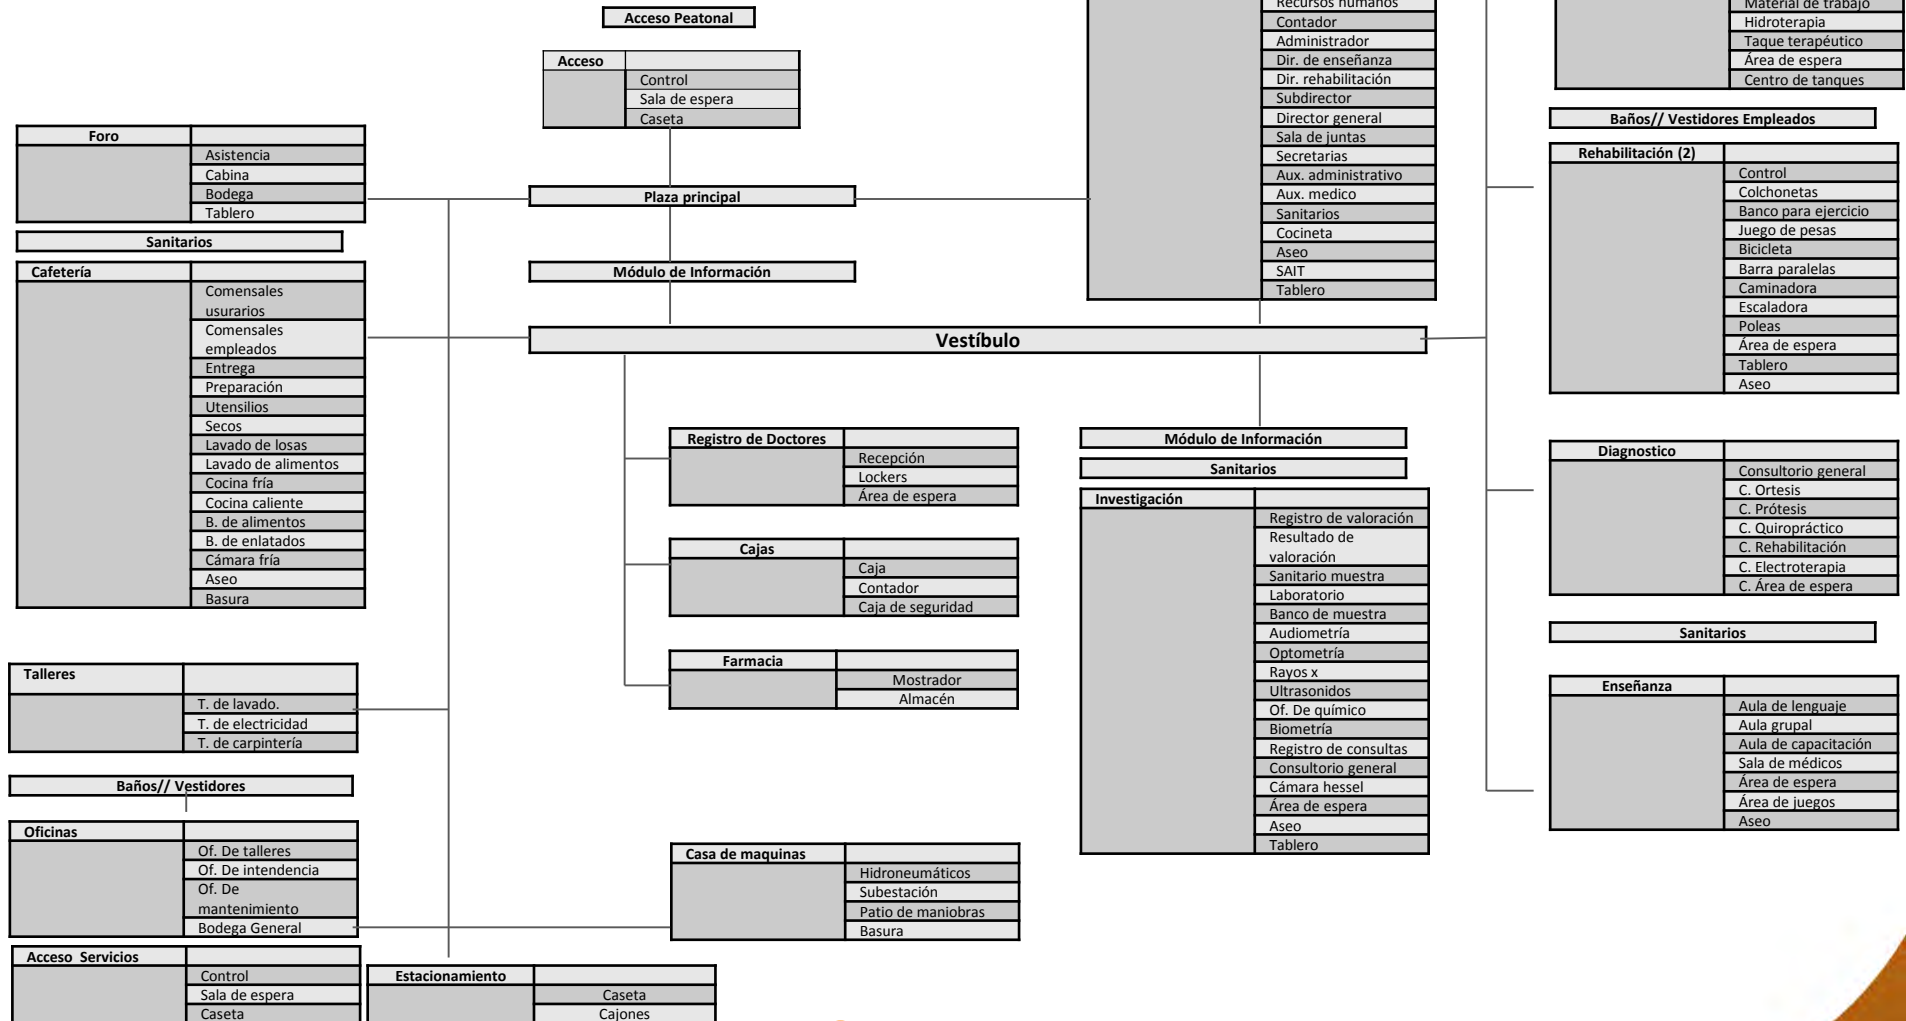 Acceso Peatonal
Acceso
Control
Sala de espera
Caseta
Foro
Asistencia
Cabina
Bodega
Tablero
Sanitarios
Cafetería
Comensales
usurarios
Comensales
empleados
Entrega
Preparación
Utensilios
Secos
Lavado de losas
Lavado de alimentos
Cocina fría
Cocina caliente
B. de alimentos
B. de enlatados
Cámara fría
Aseo
Basura
Talleres
T. de lavado.
T. de electricidad
T. de carpintería
Baños// Vestidores
Oficinas
Of. De talleres
Of. De intendencia
Of. De
mantenimiento
Bodega General
Acceso Servicios
Control
Sala de espera
Caseta
Estacionamiento
Caseta
Cajones
Plaza principal
Módulo de Información
Vestíbulo
Registro de Doctores
Recepción
Lockers
Área de espera
Cajas
Caja
Contador
Caja de seguridad
Farmacia
Mostrador
Almacén
Casa de maquinas
Hidroneumáticos
Subestación
Patio de maniobras
Basura
Recursos humanos
Contador
Administrador
Dir. de enseñanza
Dir. rehabilitación
Subdirector
Director general
Sala de juntas
Secretarias
Aux. administrativo
Aux. medico
Sanitarios
Cocineta
Aseo
SAIT
Tablero
Módulo de Información
Sanitarios
Investigación
Registro de valoración
Resultado de
valoración
Sanitario muestra
Laboratorio
Banco de muestra
Audiometría
Optometría
Rayos x
Ultrasonidos
Of. De químico
Biometría
Registro de consultas
Consultorio general
Cámara hessel
Área de espera
Aseo
Tablero
Material de trabajo
Hidroterapia
Taque terapéutico
Área de espera
Centro de tanques
Baños// Vestidores Empleados
Rehabilitación (2)
Control
Colchonetas
Banco para ejercicio
Juego de pesas
Bicicleta
Barra paralelas
Caminadora
Escaladora
Poleas
Área de espera
Tablero
Aseo
Diagnostico
Consultorio general
C. Ortesis
C. Prótesis
C. Quiropráctico
C. Rehabilitación
C. Electroterapia
C. Área de espera
Sanitarios
Enseñanza
Aula de lenguaje
Aula grupal
Aula de capacitación
Sala de médicos
Área de espera
Área de juegos
Aseo